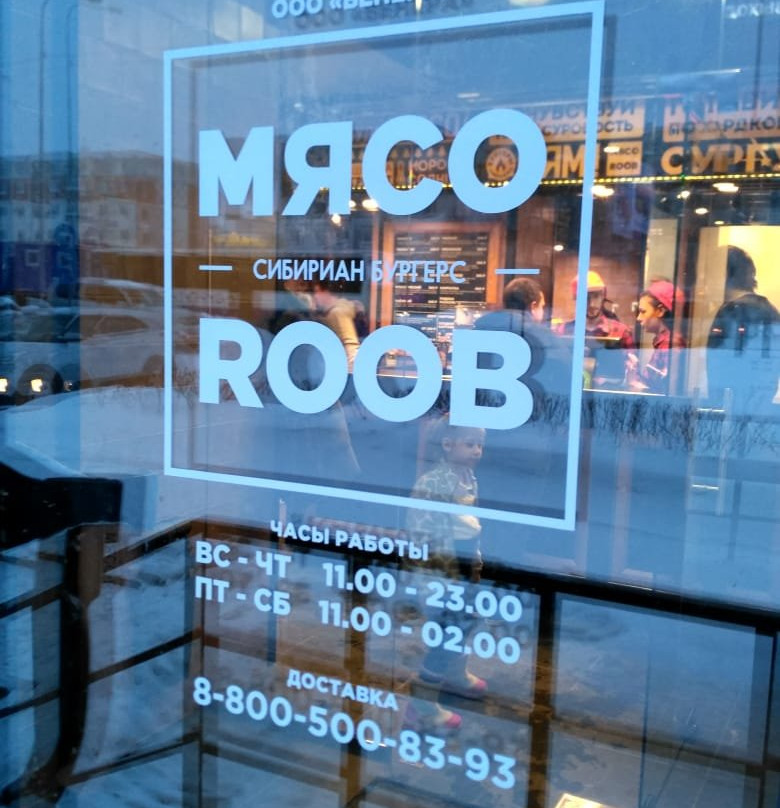 ООО
МЯСО
СИБИРИАН БУРГЕРС
ROOB
ЧАСЫ РАБОТЫ
ВС - ЧТ 11.00 - 23.00
ПТ - СБ 11.00 - 02.00
ДОСТАВКА
8-800-500-83-93